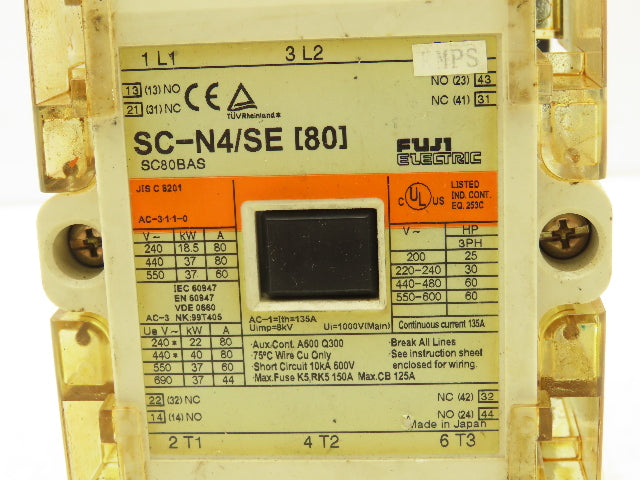 1 L1 3 L2
EMPS
13 (13) NO NO (23) 43
21 (31) NC NC (41) 31
CE TÜVRheinland
SC-N4/SE [80]
SC80BAS
FUJI
ELECTRIC
JIS C 8201
AC-3·1·1-0
C UL US
LISTED
IND. CONT.
EQ. 253C
V~ kW A
240 18.5 80
440 37 80
550 37 60
IEC 60947
EN 60947
VDE 0660
AC-3 NK:99T405
Ue V~ kW A
240* 22 80
440* 40 80
550 37 60
690 37 44
V~ HP
3PH
200 25
220-240 30
440-480 60
550-600 60
AC-1=Ith=135A
Uimp=8kV Ui=1000V(Main)
Continuous current 135A
·Aux.Cont. A600 Q300
·75°C Wire Cu Only
·Short Circuit 10kA 600V
·Max.Fuse K5,RK5 150A Max.CB 125A
·Break All Lines
·See instruction sheet
enclosed for wiring.
22 (32) NC NC (42) 32
14 (14) NO NO (24) 44
Made in Japan
2 T1 4 T2 6 T3